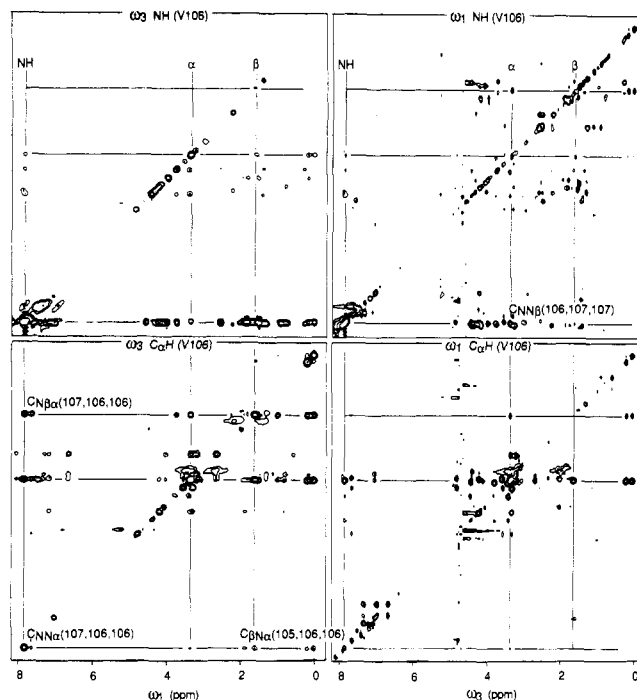 ω3 NH (V106)
ω1 NH (V106)
NH
α
β
NH
α
β
CNNβ(106,107,107)
ω3 CαH (V106)
ω1 CαH (V106)
CNβα(107,106,106)
CNNα(107,106,106)
CβNα(105,106,106)
8
6
4
2
0
8
6
4
2
0
ω1 (ppm)
ω3 (ppm)